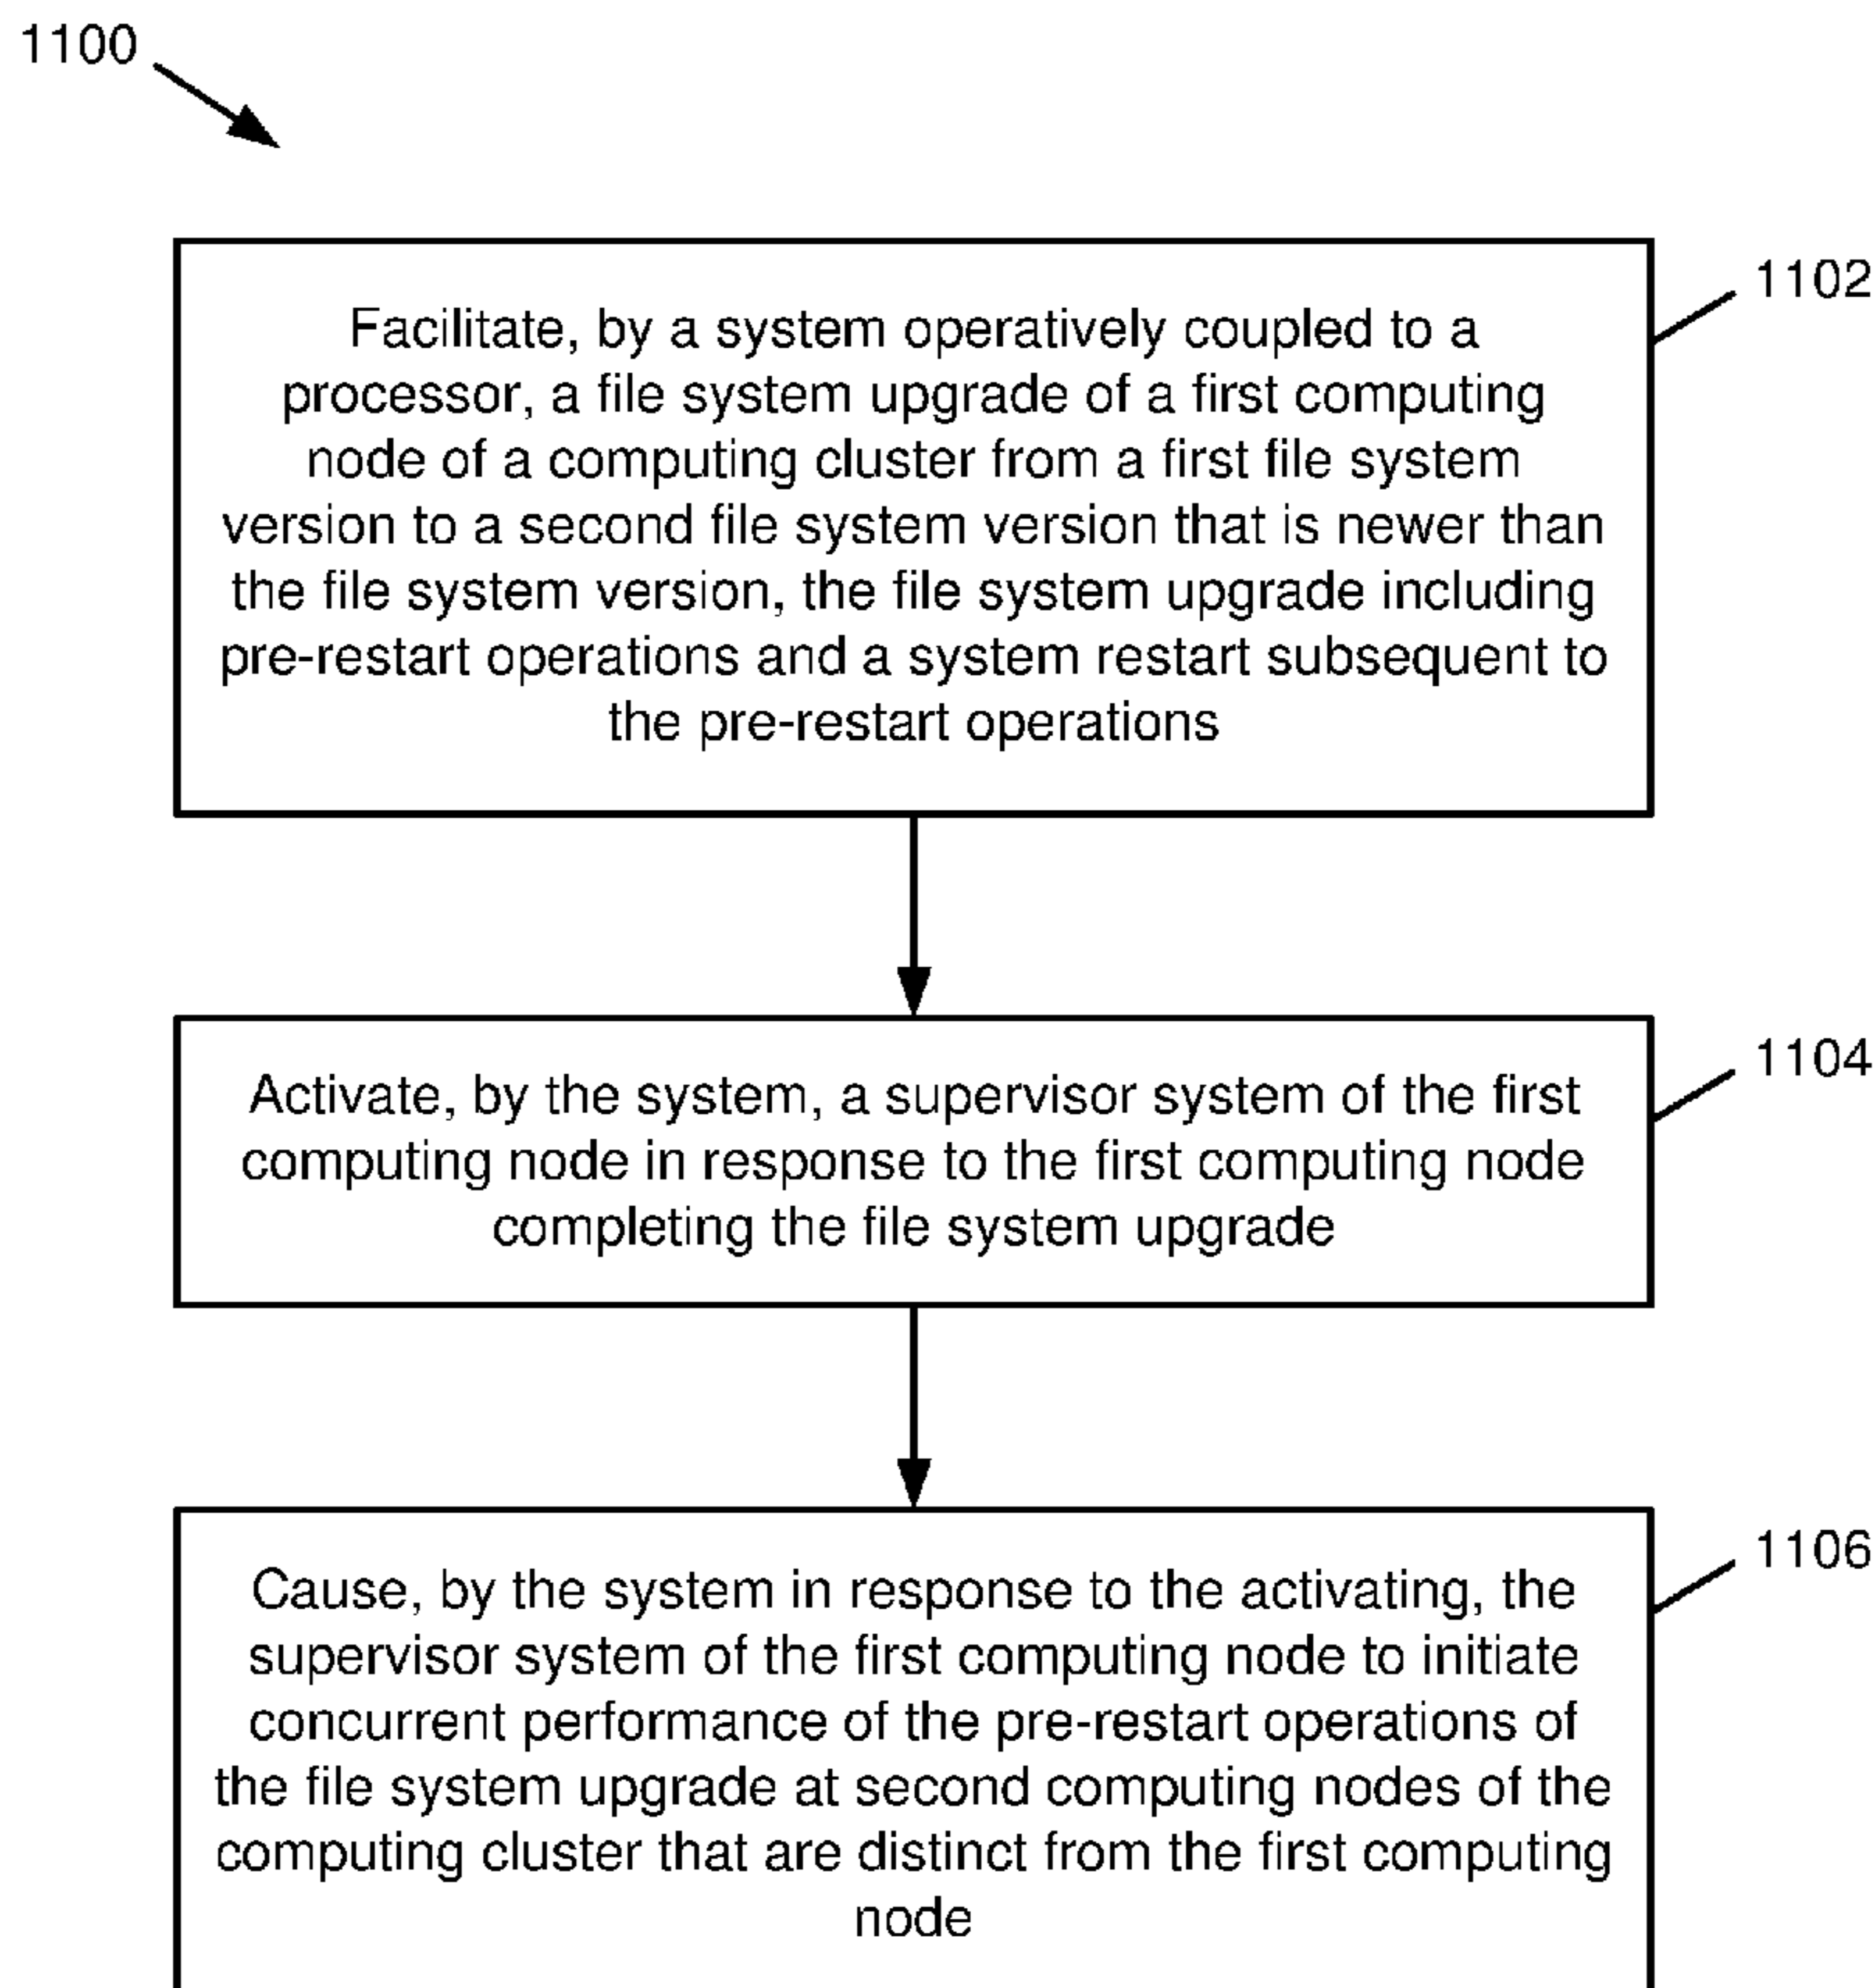 1100
1102
Facilitate, by a system operatively coupled to a
processor, a file system upgrade of a first computing
node of a computing cluster from a first file system
version to a second file system version that is newer than
the file system version, the file system upgrade including
pre-restart operations and a system restart subsequent to
the pre-restart operations
1104
Activate, by the system, a supervisor system of the first
computing node in response to the first computing node
completing the file system upgrade
1106
Cause, by the system in response to the activating, the
supervisor system of the first computing node to initiate
concurrent performance of the pre-restart operations of
the file system upgrade at second computing nodes of the
computing cluster that are distinct from the first computing
node